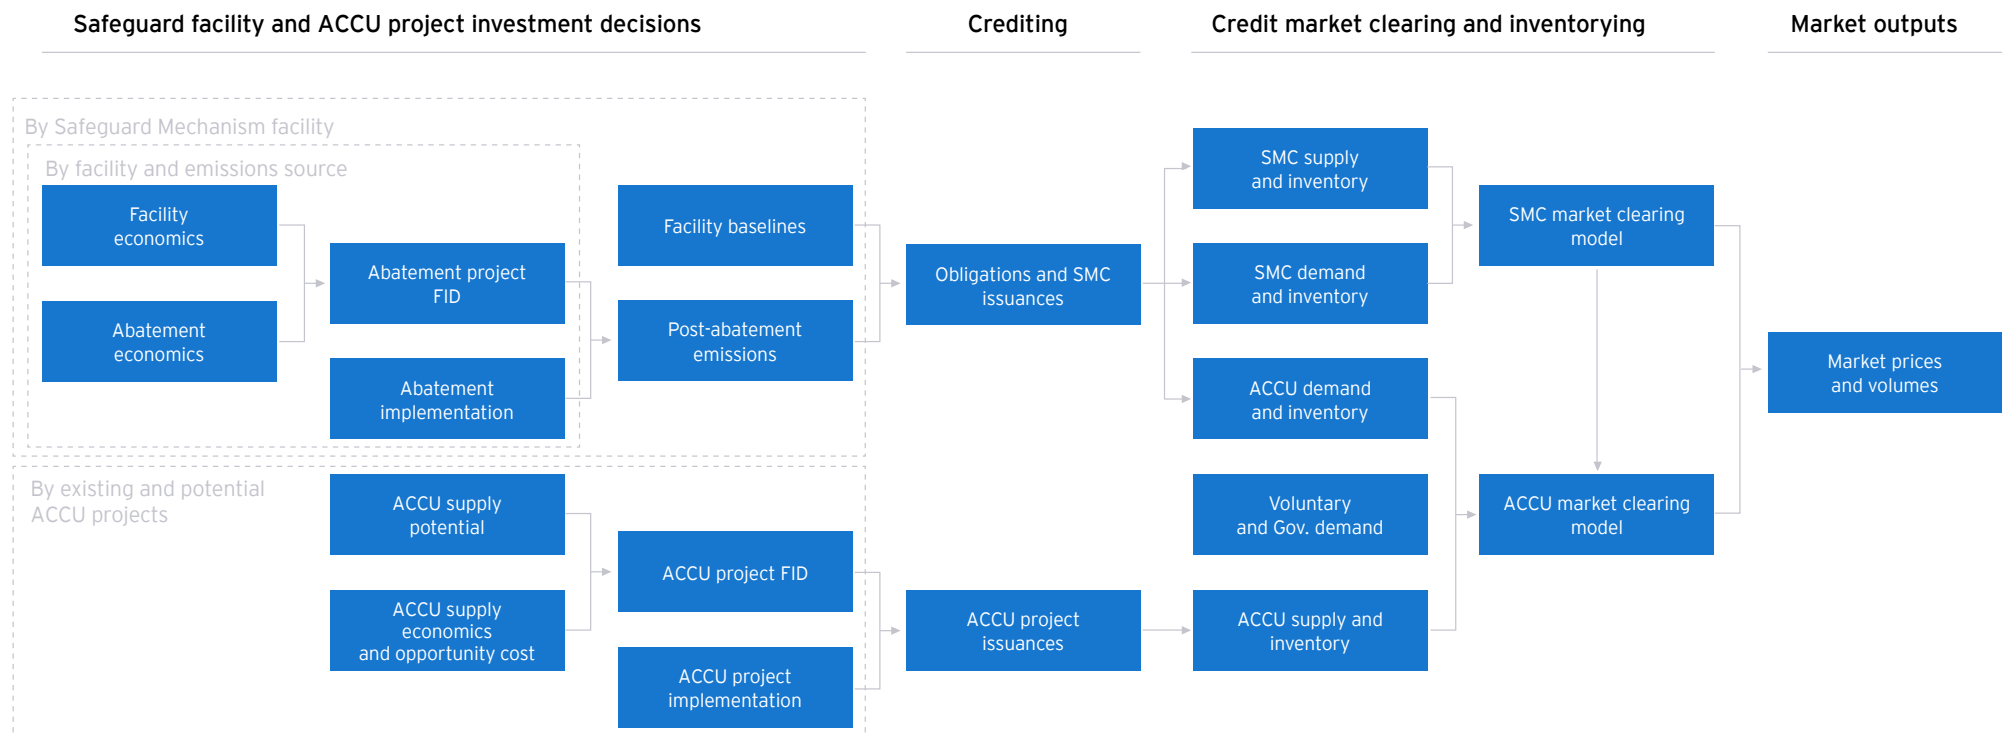 Safeguard facility and ACCU project investment decisions
Crediting
Credit market clearing and inventorying
Market outputs
By Safeguard Mechanism facility
By facility and emissions source
Facility
economics
Abatement
economics
Abatement project
FID
Abatement
implementation
Facility baselines
Post-abatement
emissions
By existing and potential
ACCU projects
ACCU supply
potential
ACCU supply
economics
and opportunity cost
ACCU project FID
ACCU project
implementation
Obligations and SMC
issuances
ACCU project
issuances
SMC supply
and inventory
SMC demand
and inventory
ACCU demand
and inventory
Voluntary
and Gov. demand
ACCU supply and
inventory
SMC market clearing
model
ACCU market clearing
model
Market prices
and volumes